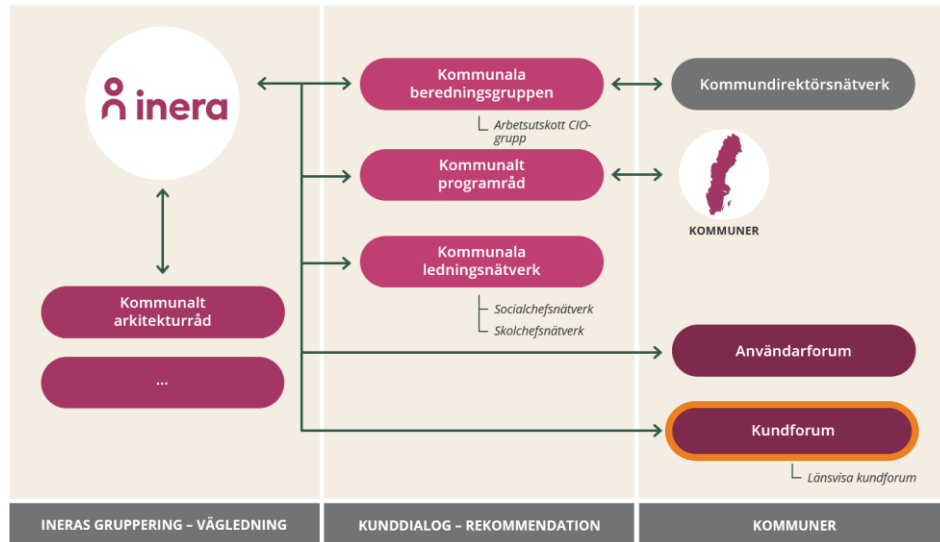 inera
Kommunalt
arkitekturråd
...
INERAS GRUPPERING – VÄGLEDNING
Kommunala
beredningsgruppen
Arbetsutskott CIO-
grupp
Kommunalt
programråd
Kommunala
ledningsnätverk
Socialchefsnätverk
Skolchefsnätverk
KUNDDIALOG – REKOMMENDATION
Kommundirektörsnätverk
KOMMUNER
Användarforum
Kundforum
Länsvisa kundforum
KOMMUNER